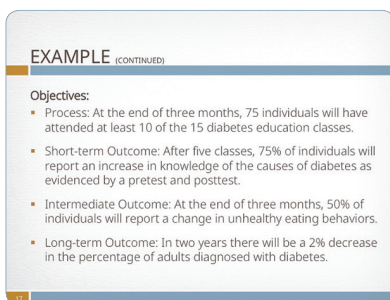 EXAMPLE (CONTINUED)
Objectives:
▪ Process: At the end of three months, 75 individuals will have
attended at least 10 of the 15 diabetes education classes.
▪ Short-term Outcome: After five classes, 75% of individuals will
report an increase in knowledge of the causes of diabetes as
evidenced by a pretest and posttest.
▪ Intermediate Outcome: At the end of three months, 50% of
individuals will report a change in unhealthy eating behaviors.
▪ Long-term Outcome: In two years there will be a 2% decrease
in the percentage of adults diagnosed with diabetes.
17